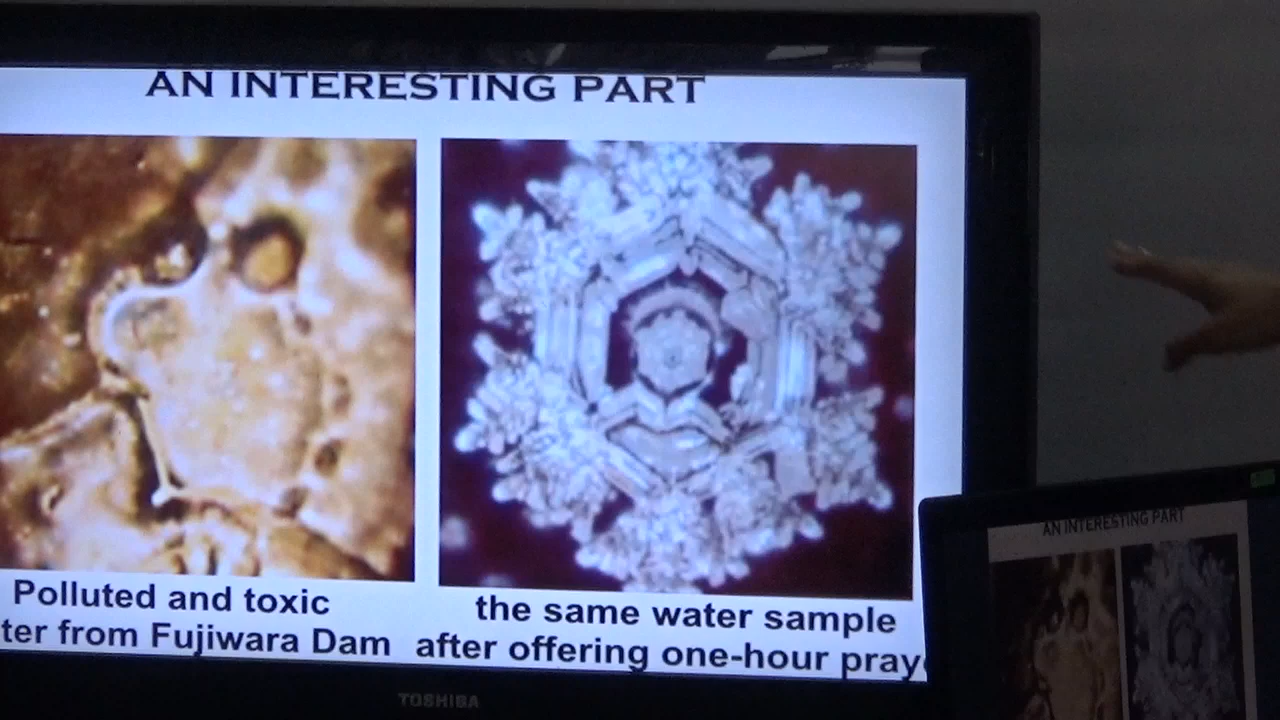 AN INTERESTING PART
Polluted and toxic
ter from Fujiwara Dam
the same water sample
after offering one-hour pray
TOSHIBA
AN INTERESTING PART